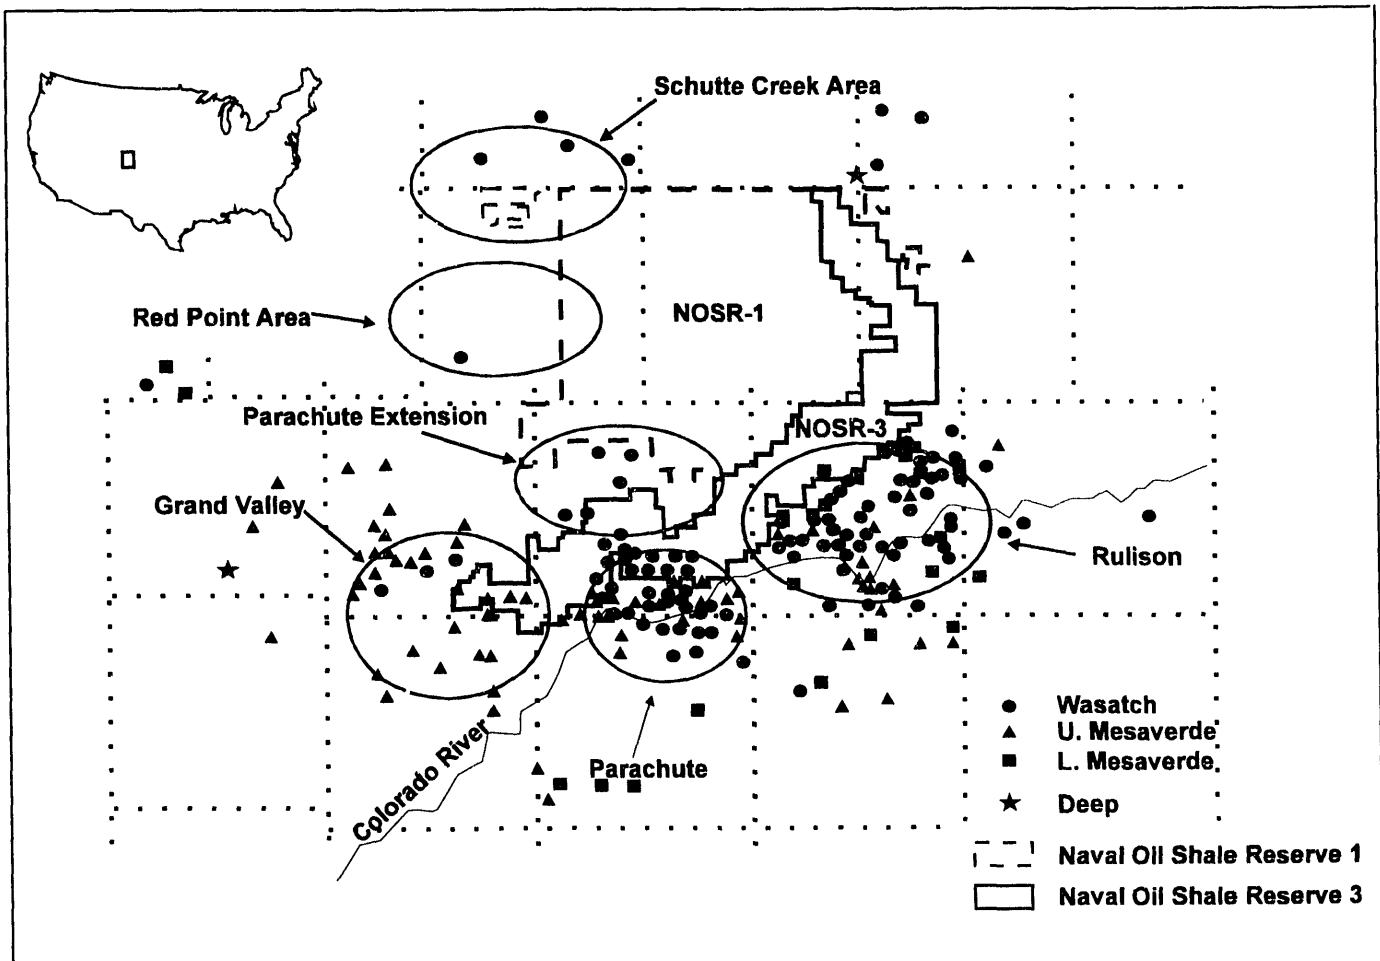 Schutte Creek Area
Red Point Area
NOSR-1
Parachute Extension
NOSR-3
Grand Valley
Rulison
Colorado River
Parachute
Wasatch
U. Mesaverde
L. Mesaverde
Deep
Naval Oil Shale Reserve 1
Naval Oil Shale Reserve 3